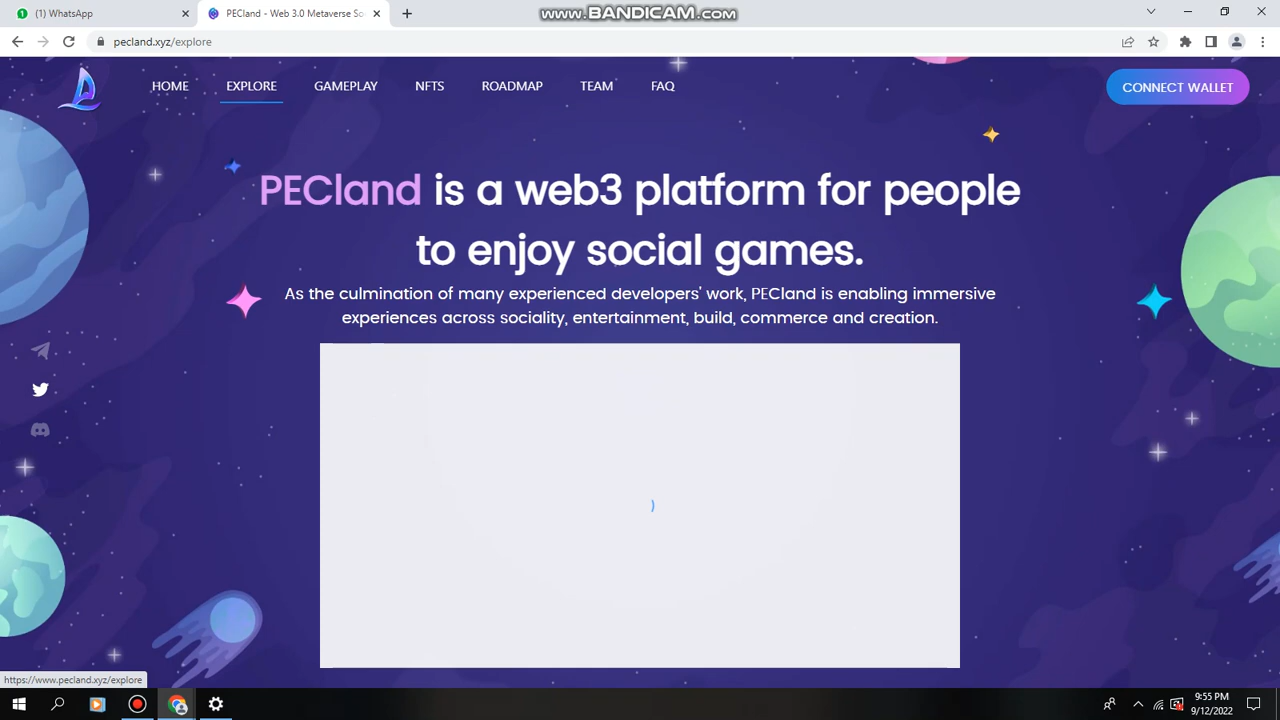 (1) WhatsApp
PECland - Web 3.0 Metaverse So
www.BANDICAM.com
pecland.xyz/explore
HOME
EXPLORE
GAMEPLAY
NFTS
ROADMAP
TEAM
FAQ
CONNECT WALLET
PECland is a web3 platform for people
to enjoy social games.
As the culmination of many experienced developers' work, PECland is enabling immersive
experiences across sociality, entertainment, build, commerce and creation.
https://www.pecland.xyz/explore
9:55 PM
9/12/2022